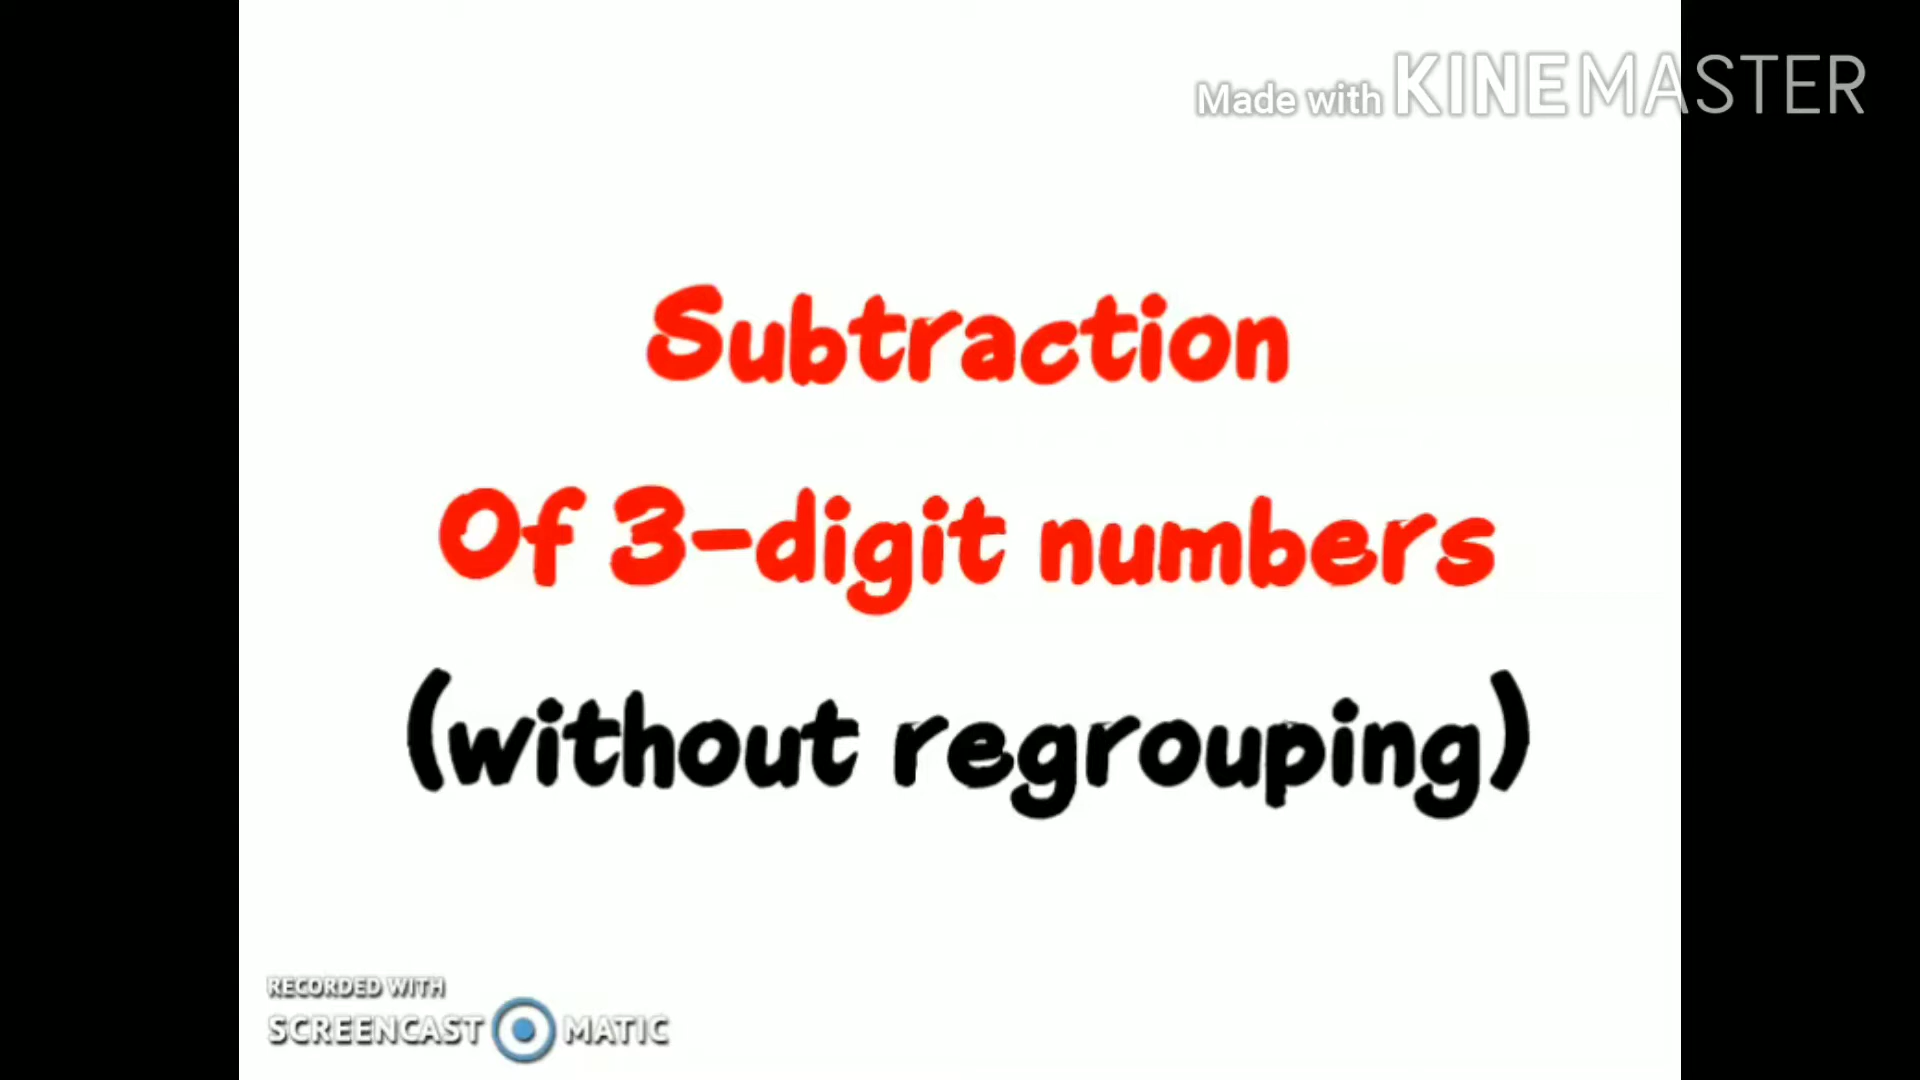 Made with KINEMASTER
Subtraction
Of 3-digit numbers
(without regrouping)
RECORDED WITH
SCREENCAST MATIC